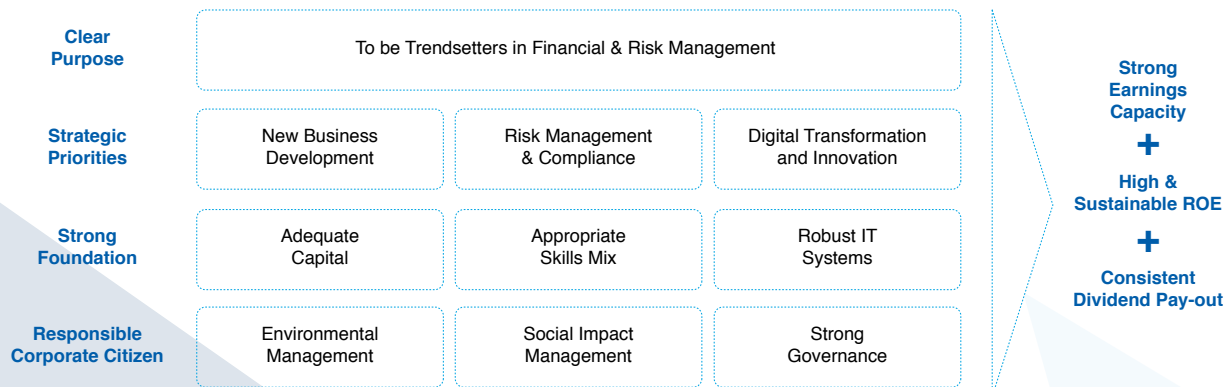 Clear
Purpose
To be Trendsetters in Financial & Risk Management
Strategic
Priorities
New Business
Development
Risk Management
& Compliance
Digital Transformation
and Innovation
Strong
Foundation
Adequate
Capital
Appropriate
Skills Mix
Robust IT
Systems
Responsible
Corporate Citizen
Environmental
Management
Social Impact
Management
Strong
Governance
Strong
Earnings
Capacity
+
High &
Sustainable ROE
+
Consistent
Dividend Pay-out